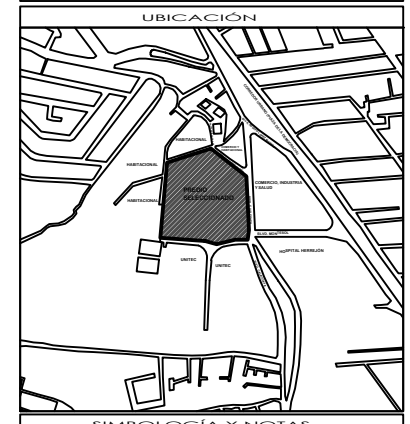 UBICACIÓN
HABITACIONAL
HABITACIONAL
COMERCIO, INDUSTRIA
Y SALUD
PREDIO
SELECCIONADO
HABITACIONAL
HOSPITAL HERREJÓN
UNITEC
UNITEC
SIMBOLOGÍA Y NOTAS